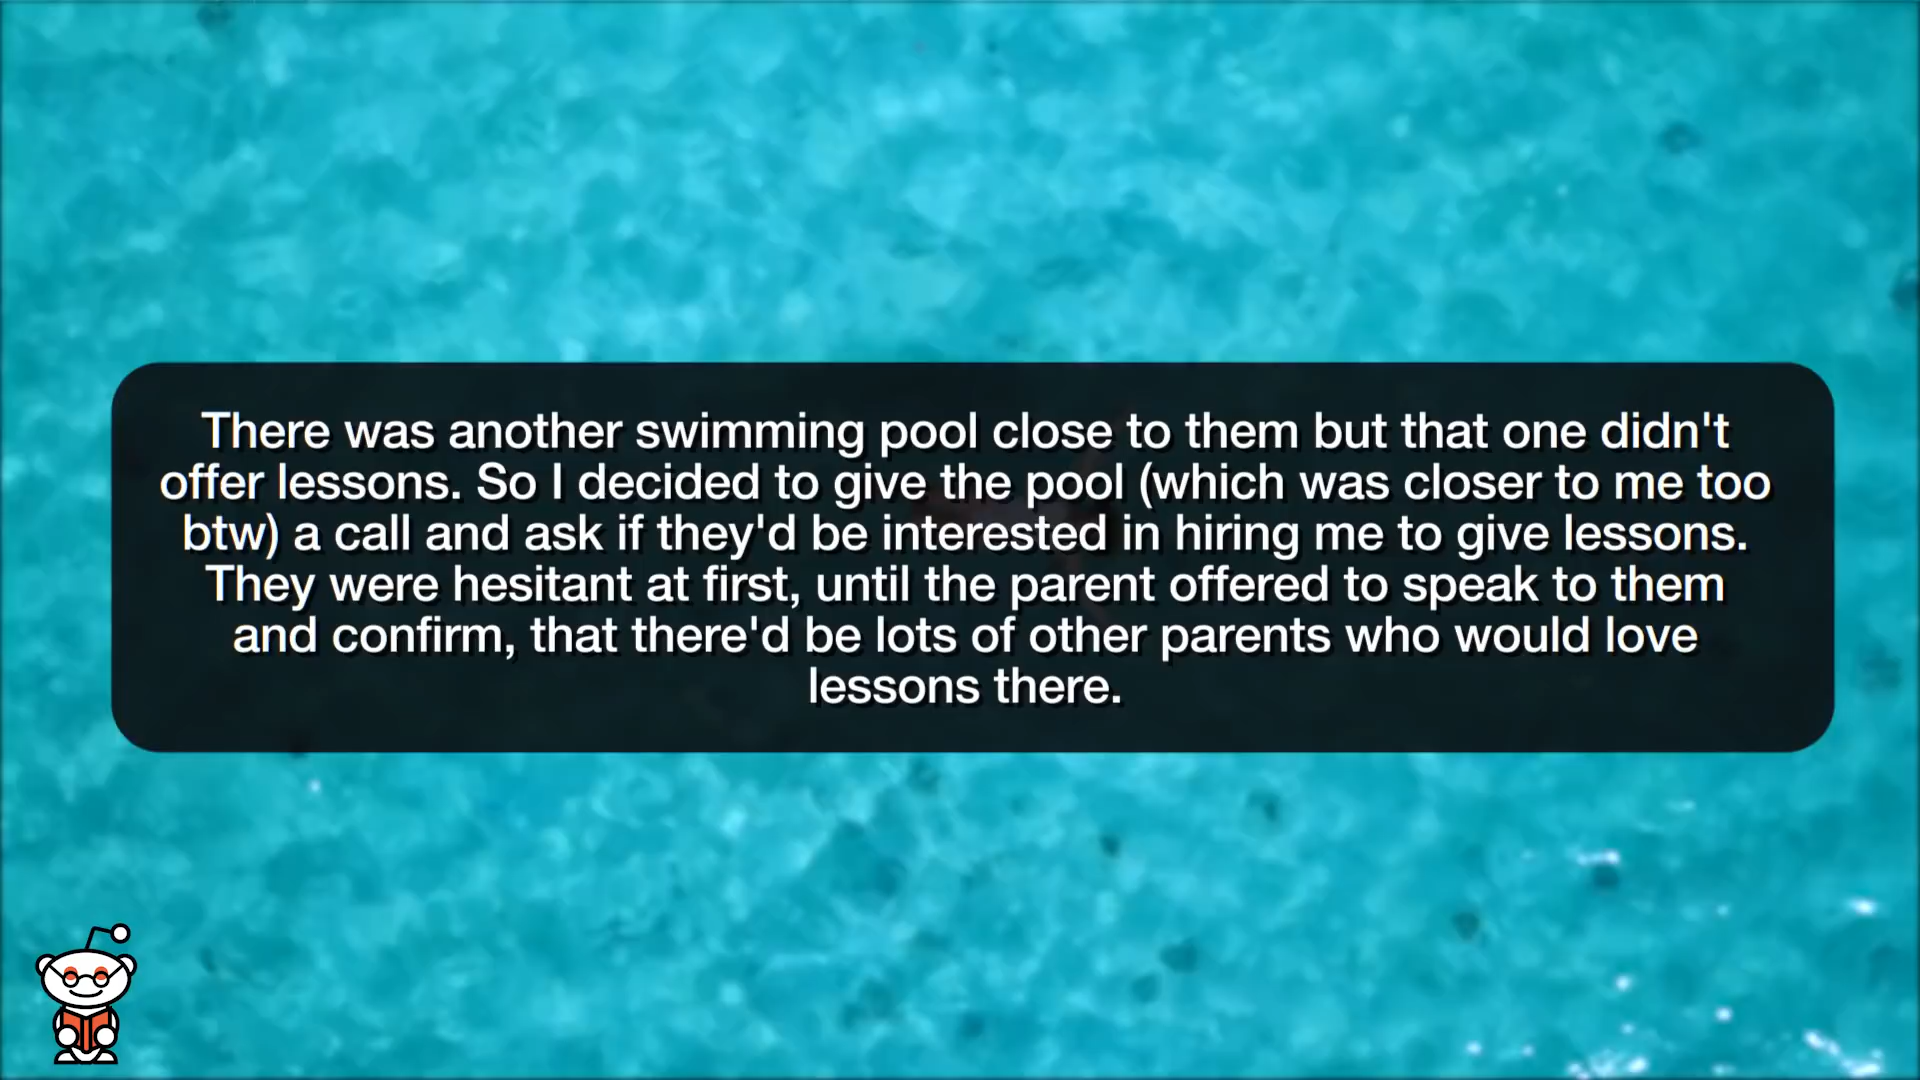 There was another swimming pool close to them but that one didn't
offer lessons. So I decided to give the pool (which was closer to me too
btw) a call and ask if they'd be interested in hiring me to give lessons.
They were hesitant at first, until the parent offered to speak to them
and confirm, that there'd be lots of other parents who would love
lessons there.